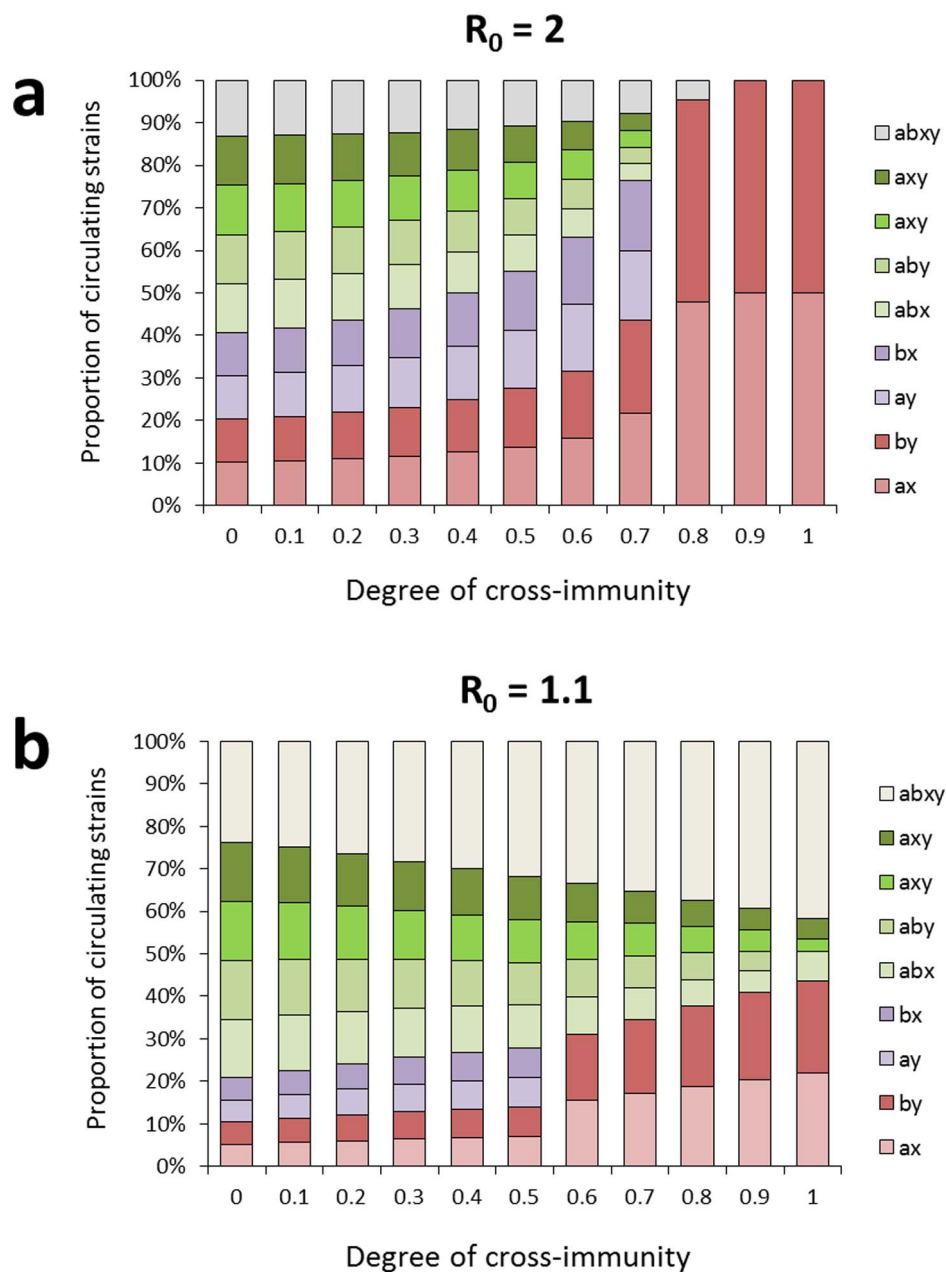 R0 = 2
a
Proportion of circulating strains
100%
90%
80%
70%
60%
50%
40%
30%
20%
10%
0%
0 0.1 0.2 0.3 0.4 0.5 0.6 0.7 0.8 0.9 1
Degree of cross-immunity
abxy
axy
axy
aby
abx
bx
ay
by
ax
R0 = 1.1
b
Proportion of circulating strains
100%
90%
80%
70%
60%
50%
40%
30%
20%
10%
0%
0 0.1 0.2 0.3 0.4 0.5 0.6 0.7 0.8 0.9 1
Degree of cross-immunity
abxy
axy
axy
aby
abx
bx
ay
by
ax